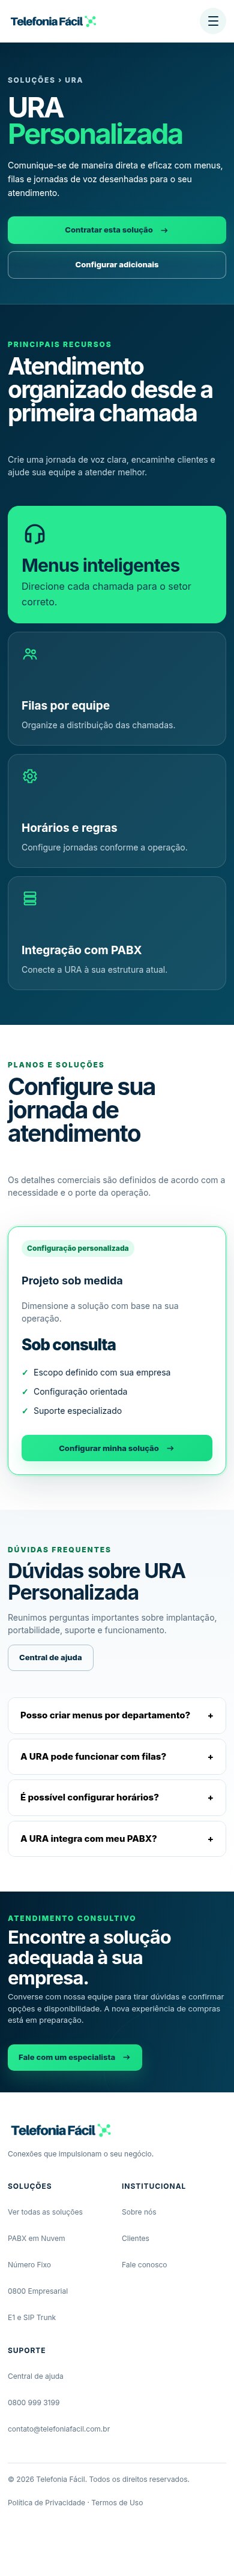 Telefonia Fácil
SOLUÇÕES › URA
URA
Personalizada
Comunique-se de maneira direta e eficaz com menus,
filas e jornadas de voz desenhadas para o seu
atendimento.
Contratar esta solução →
Configurar adicionais
PRINCIPAIS RECURSOS
Atendimento
organizado desde a
primeira chamada
Crie uma jornada de voz clara, encaminhe clientes e
ajude sua equipe a atender melhor.
Menus inteligentes
Direcione cada chamada para o setor
correto.
Filas por equipe
Organize a distribuição das chamadas.
Horários e regras
Configure jornadas conforme a operação.
Integração com PABX
Conecte a URA à sua estrutura atual.
PLANOS E SOLUÇÕES
Configure sua
jornada de
atendimento
Os detalhes comerciais são definidos de acordo com a
necessidade e o porte da operação.
Configuração personalizada
Projeto sob medida
Dimensione a solução com base na sua
operação.
Sob consulta
✓ Escopo definido com sua empresa
✓ Configuração orientada
✓ Suporte especializado
Configurar minha solução →
DÚVIDAS FREQUENTES
Dúvidas sobre URA
Personalizada
Reunimos perguntas importantes sobre implantação,
portabilidade, suporte e funcionamento.
Central de ajuda
Posso criar menus por departamento? +
A URA pode funcionar com filas? +
É possível configurar horários? +
A URA integra com meu PABX? +
ATENDIMENTO CONSULTIVO
Encontre a solução
adequada à sua
empresa.
Converse com nossa equipe para tirar dúvidas e confirmar
opções e disponibilidade. A nova experiência de compras
está em preparação.
Fale com um especialista →
Telefonia Fácil
Conexões que impulsionam o seu negócio.
SOLUÇÕES
Ver todas as soluções
PABX em Nuvem
Número Fixo
0800 Empresarial
E1 e SIP Trunk
INSTITUCIONAL
Sobre nós
Clientes
Fale conosco
SUPORTE
Central de ajuda
0800 999 3199
contato@telefoniafacil.com.br
© 2026 Telefonia Fácil. Todos os direitos reservados.
Política de Privacidade · Termos de Uso